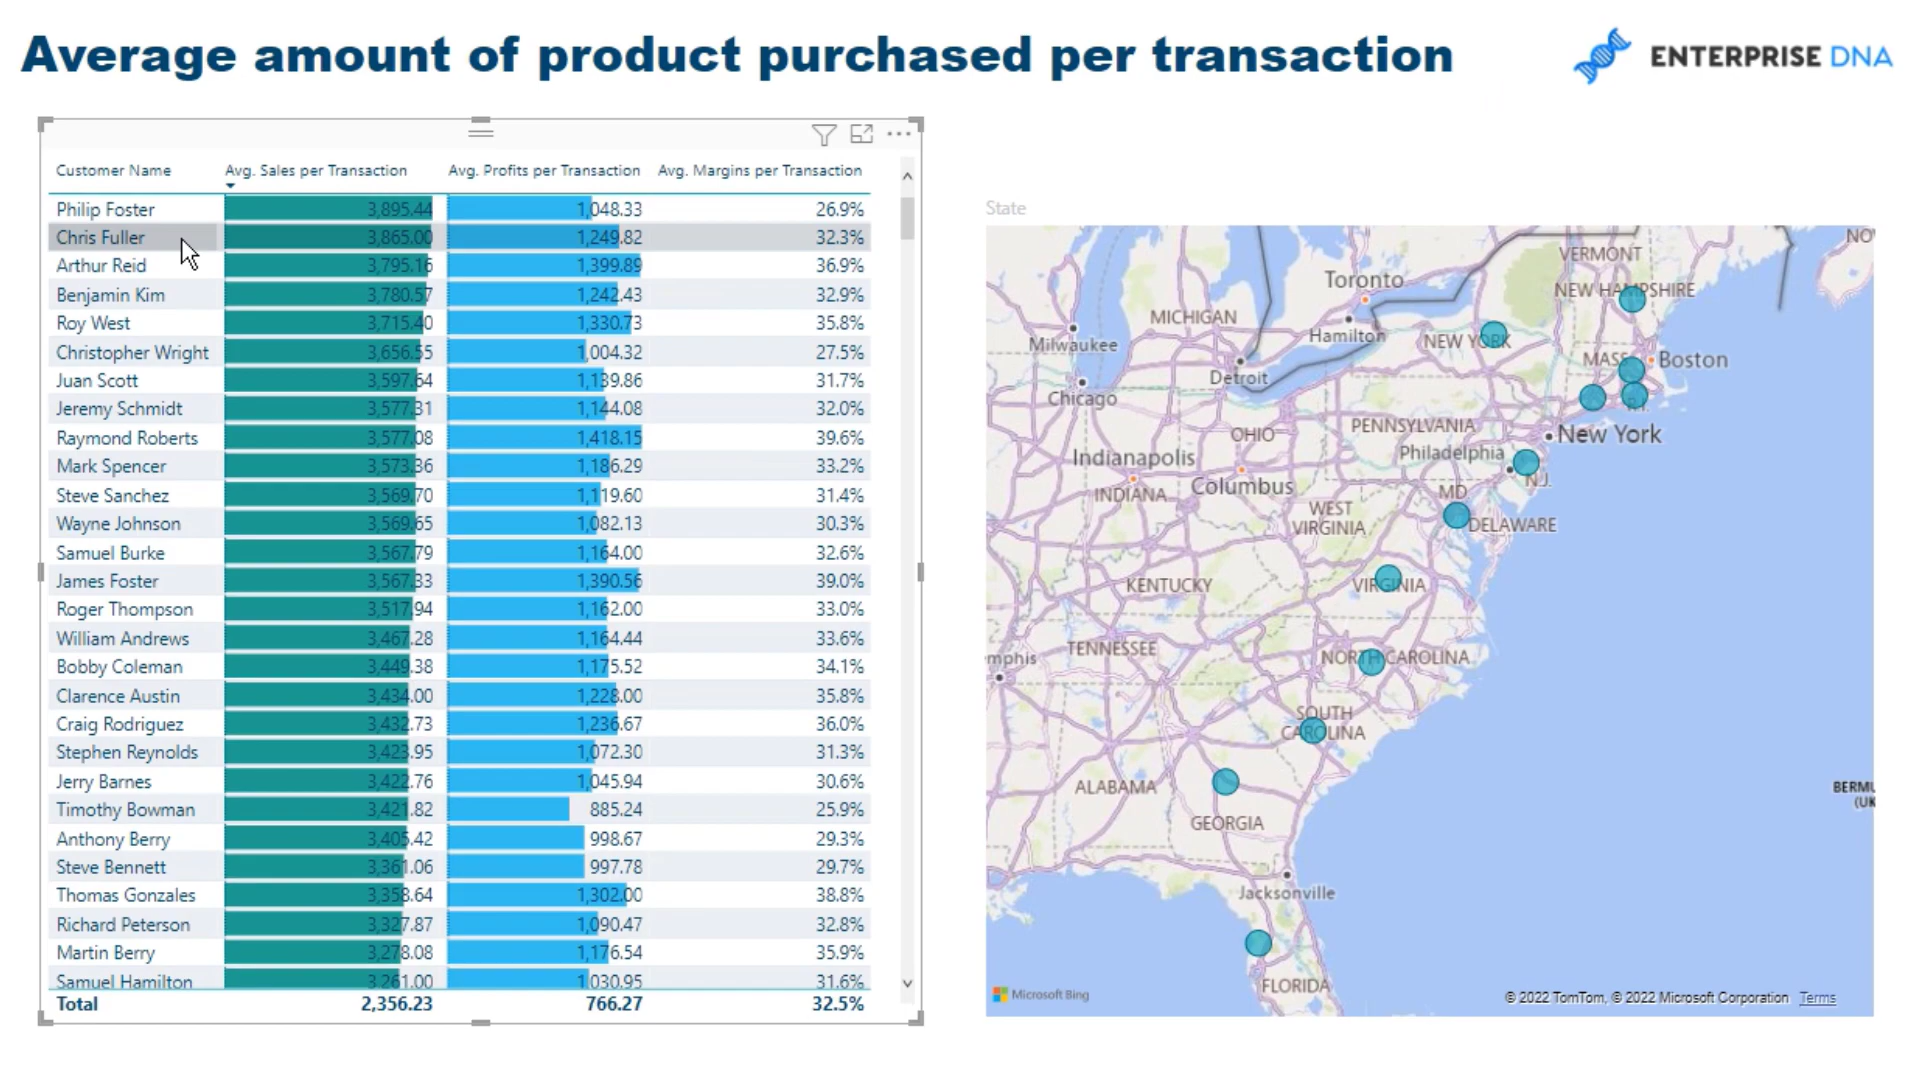 Average amount of product purchased per transaction
ENTERPRISE DNA
Customer Name Avg. Sales per Transaction Avg. Profits per Transaction Avg. Margins per Transaction
Philip Foster 3,895.44 1,048.33 26.9%
Chris Fuller 3,865.00 1,249.82 32.3%
Arthur Reid 3,795.16 1,399.89 36.9%
Benjamin Kim 3,780.57 1,242.43 32.9%
Roy West 3,715.40 1,330.73 35.8%
Christopher Wright 3,656.55 1,004.32 27.5%
Juan Scott 3,597.64 1,139.86 31.7%
Jeremy Schmidt 3,577.31 1,144.08 32.0%
Raymond Roberts 3,577.08 1,418.15 39.6%
Mark Spencer 3,573.36 1,186.29 33.2%
Steve Sanchez 3,569.70 1,119.60 31.4%
Wayne Johnson 3,569.65 1,082.13 30.3%
Samuel Burke 3,567.79 1,164.00 32.6%
James Foster 3,567.33 1,390.56 39.0%
Roger Thompson 3,517.94 1,162.00 33.0%
William Andrews 3,467.28 1,164.44 33.6%
Bobby Coleman 3,449.38 1,175.52 34.1%
Clarence Austin 3,434.00 1,228.00 35.8%
Craig Rodriguez 3,432.73 1,236.67 36.0%
Stephen Reynolds 3,423.95 1,072.30 31.3%
Jerry Barnes 3,422.76 1,045.94 30.6%
Timothy Bowman 3,421.82 885.24 25.9%
Anthony Berry 3,405.42 998.67 29.3%
Steve Bennett 3,361.06 997.78 29.7%
Thomas Gonzales 3,358.64 1,302.00 38.8%
Richard Peterson 3,327.87 1,090.47 32.8%
Martin Berry 3,278.08 1,176.54 35.9%
Samuel Hamilton 3,261.00 1,030.95 31.6%
Total 2,356.23 766.27 32.5%
State
NO
VERMONT
Toronto
NEW HAMPSHIRE
MICHIGAN
Hamilton
NEW YORK
Milwaukee
MASS
Boston
Detroit
Chicago
R.I.
PENNSYLVANIA
OHIO
New York
Philadelphia
Indianapolis
N.J.
Columbus
INDIANA
MD
WEST
VIRGINIA
DELAWARE
KENTUCKY
VIRGINIA
TENNESSEE
mphis
NORTH CAROLINA
SOUTH
CAROLINA
ALABAMA
BERMU
(UK
GEORGIA
Jacksonville
FLORIDA
Microsoft Bing
© 2022 TomTom, © 2022 Microsoft Corporation Terms